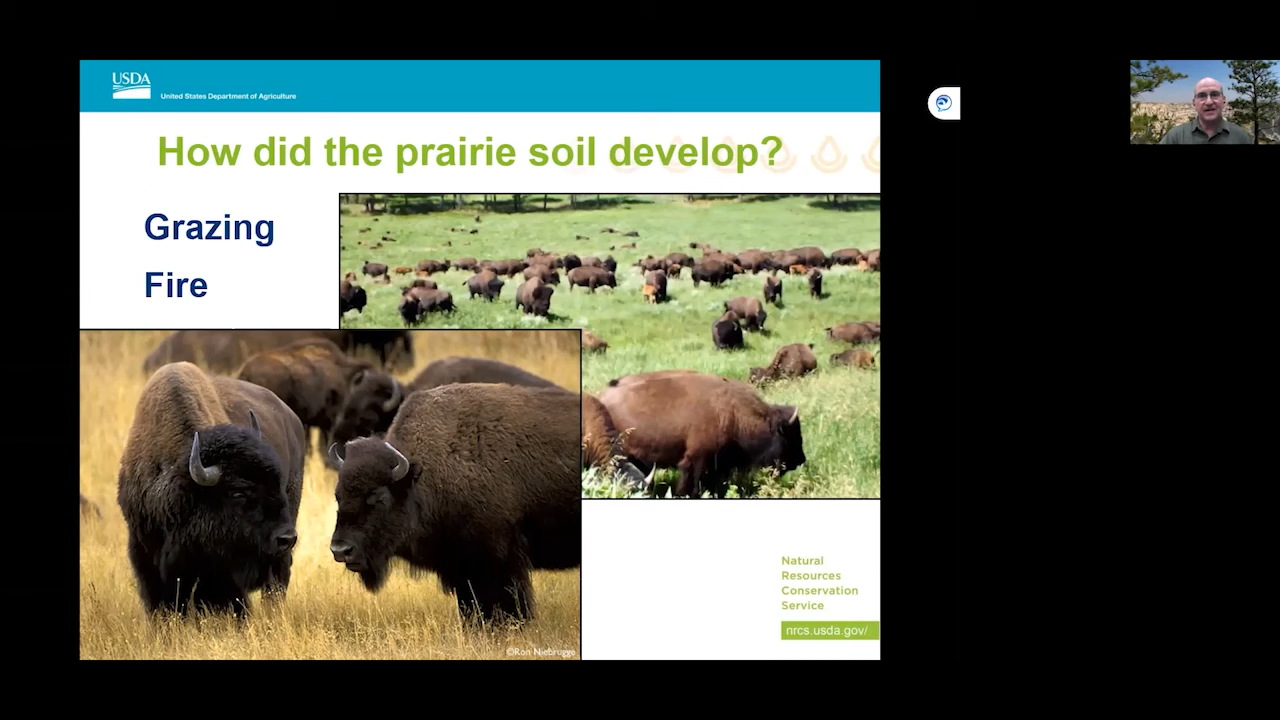 USDA
United States Department of Agriculture
How did the prairie soil develop?
Grazing
Fire
©Ron Niebrugge
Natural
Resources
Conservation
Service
nrcs.usda.gov/